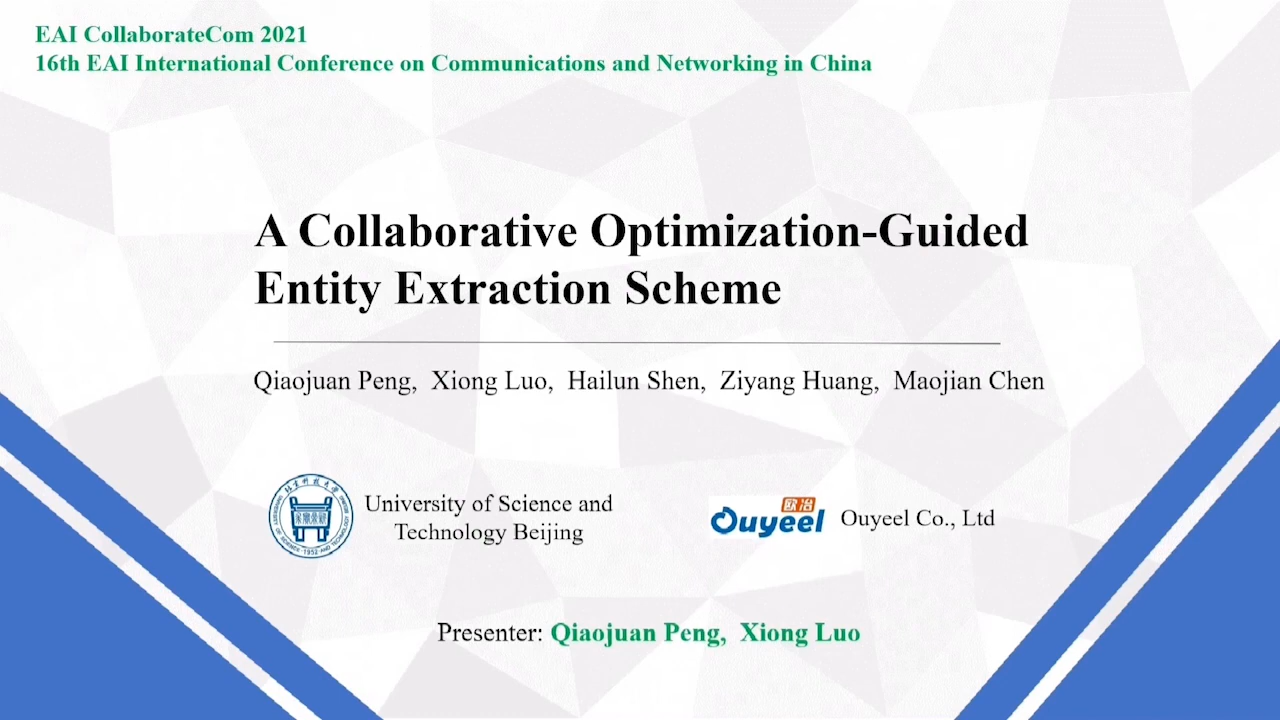 EAI CollaborateCom 2021
16th EAI International Conference on Communications and Networking in China
A Collaborative Optimization-Guided
Entity Extraction Scheme
Qiaojuan Peng, Xiong Luo, Hailun Shen, Ziyang Huang, Maojian Chen
University of Science and
Technology Beijing
欧冶
Ouyeel
Ouyeel Co., Ltd
Presenter: Qiaojuan Peng, Xiong Luo